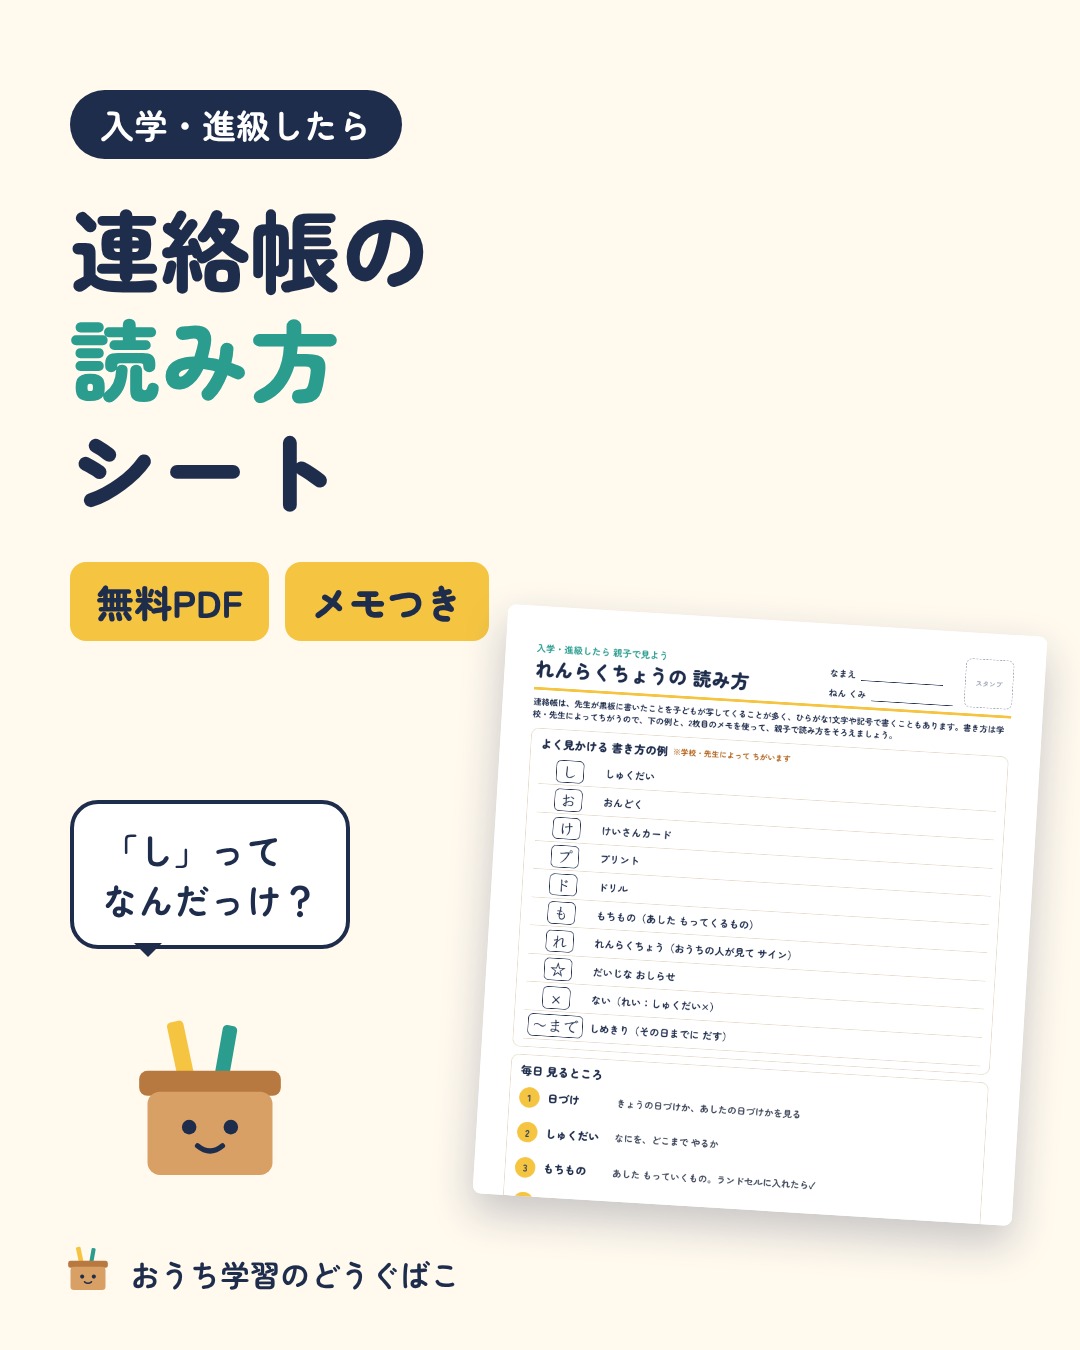 入学・進級したら
連絡帳の
読み方
シート
無料PDF
メモつき
「し」って
なんだっけ？
入学・進級したら 親子で見よう
れんらくちょうの 読み方
なまえ
ねん くみ
スタンプ
連絡帳は、先生が黒板に書いたことを子どもが写してくることが多く、ひらがな1文字や記号で書くこともあります。書き方は学
校・先生によってちがうので、下の例と、2枚目のメモを使って、親子で読み方をそろえましょう。
よく見かける 書き方の例 ※学校・先生によって ちがいます
し しゅくだい
お おんどく
け けいさんカード
プ プリント
ド ドリル
も もちもの（あした もってくるもの）
れ れんらくちょう（おうちの人が見て サイン）
☆ だいじな おしらせ
× ない（れい：しゅくだい×）
～まで しめきり（その日までに だす）
毎日 見るところ
1 日づけ きょうの日づけか、あしたの日づけかを見る
2 しゅくだい なにを、どこまで やるか
3 もちもの あした もっていくもの。ランドセルに入れたら✓
おうち学習のどうぐばこ